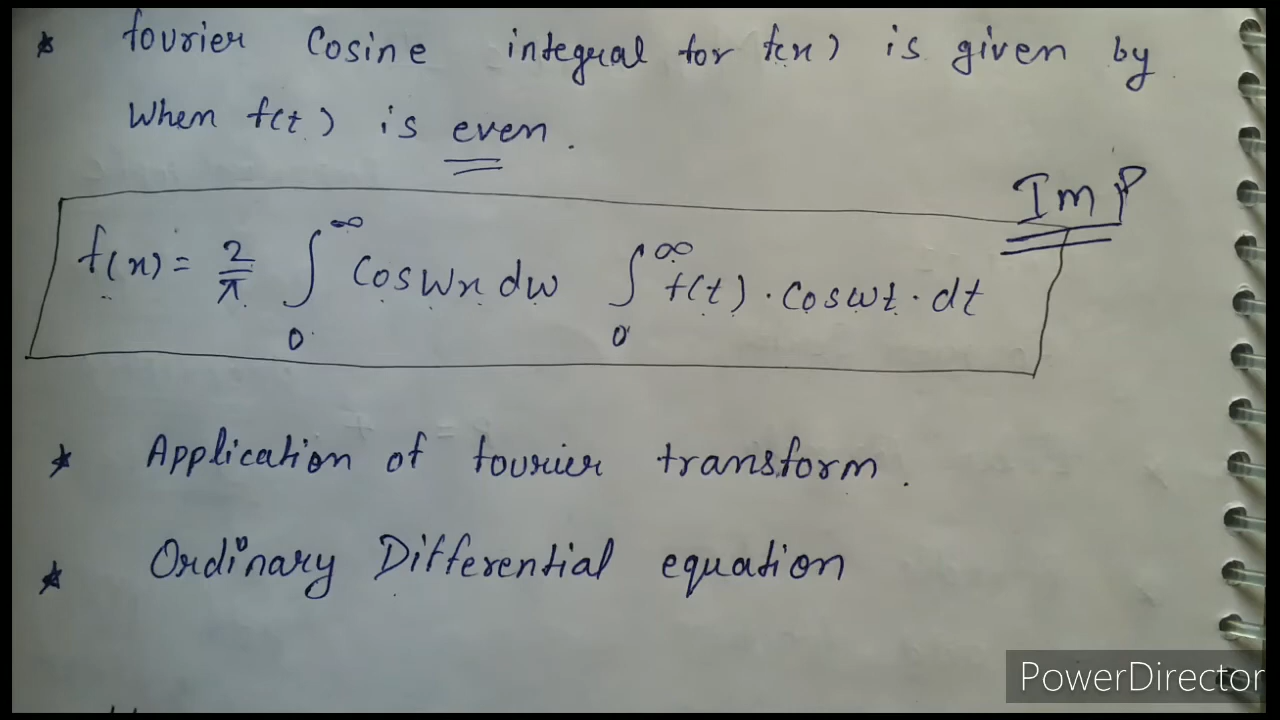 * fourier Cosine integral for f(x) is given by
When f(t) is even.
Imp
f(x) = 2/π ∫₀^∞ cos wx dw ∫₀^∞ f(t) · cos wt · dt
* Application of fourier transform.
* Ordinary Differential equation
PowerDirector